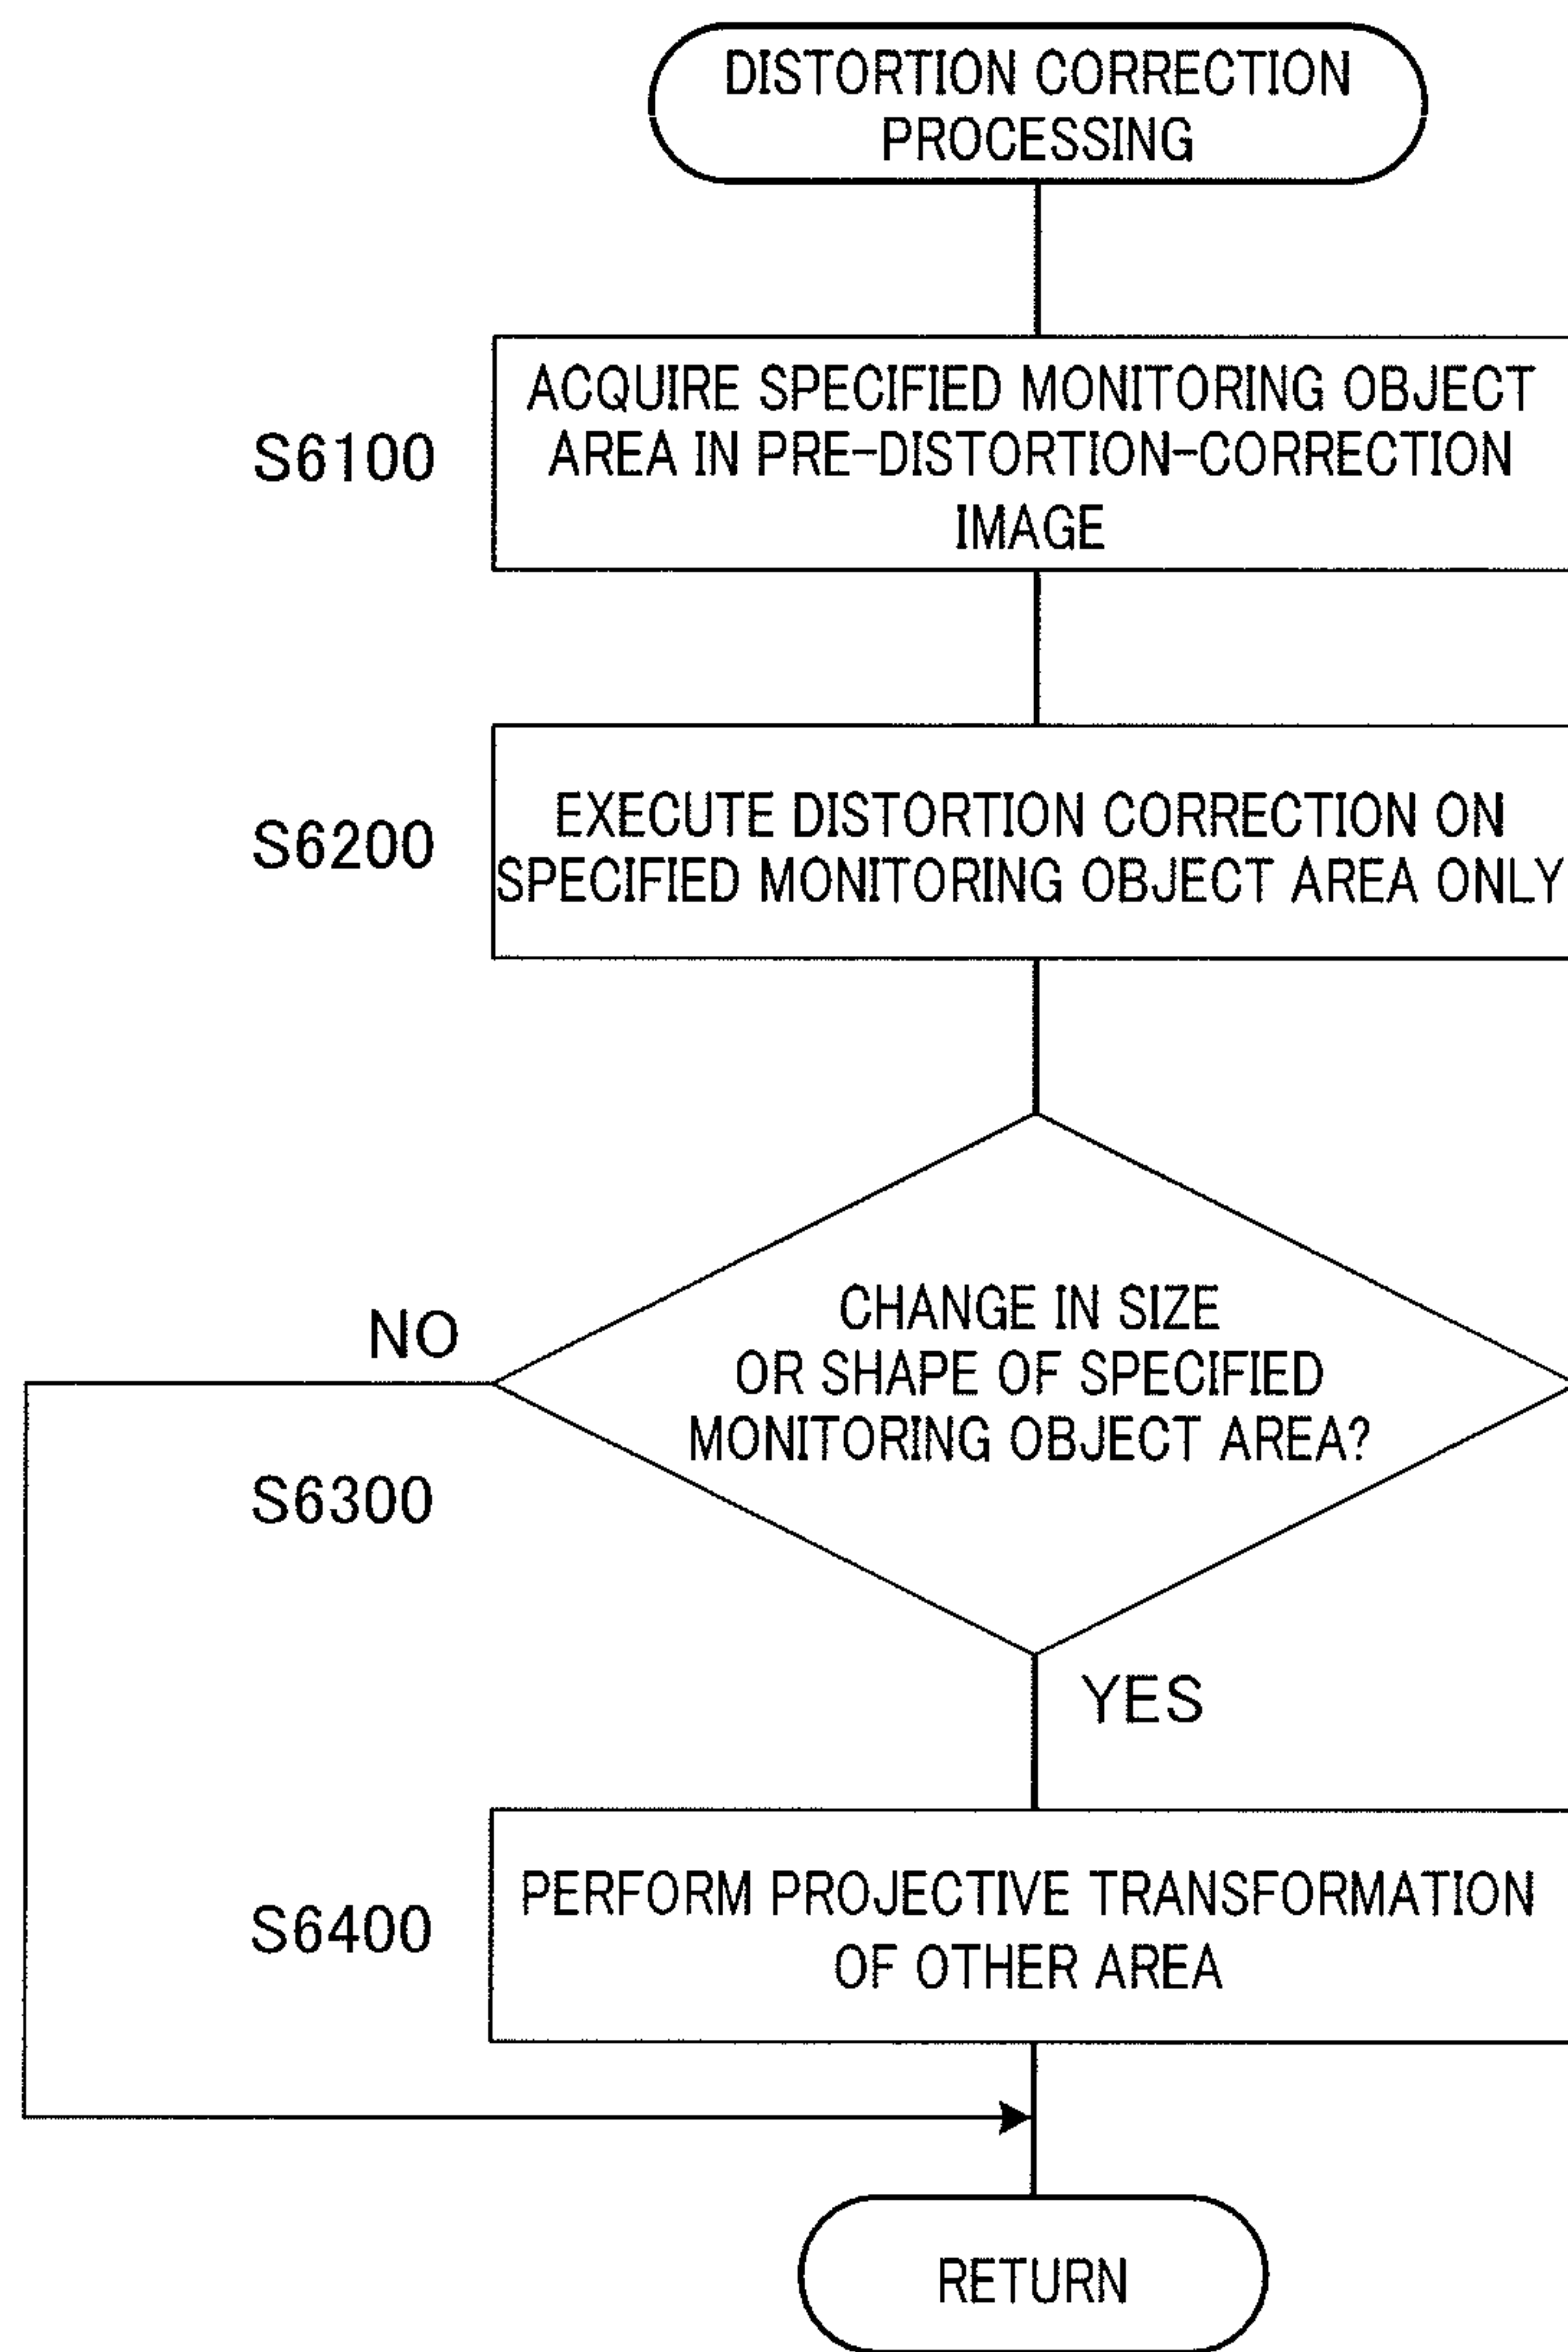 DISTORTION CORRECTION
PROCESSING
S6100
ACQUIRE SPECIFIED MONITORING OBJECT
AREA IN PRE-DISTORTION-CORRECTION
IMAGE
S6200
EXECUTE DISTORTION CORRECTION ON
SPECIFIED MONITORING OBJECT AREA ONLY
NO
CHANGE IN SIZE
OR SHAPE OF SPECIFIED
MONITORING OBJECT AREA?
S6300
YES
S6400
PERFORM PROJECTIVE TRANSFORMATION
OF OTHER AREA
RETURN